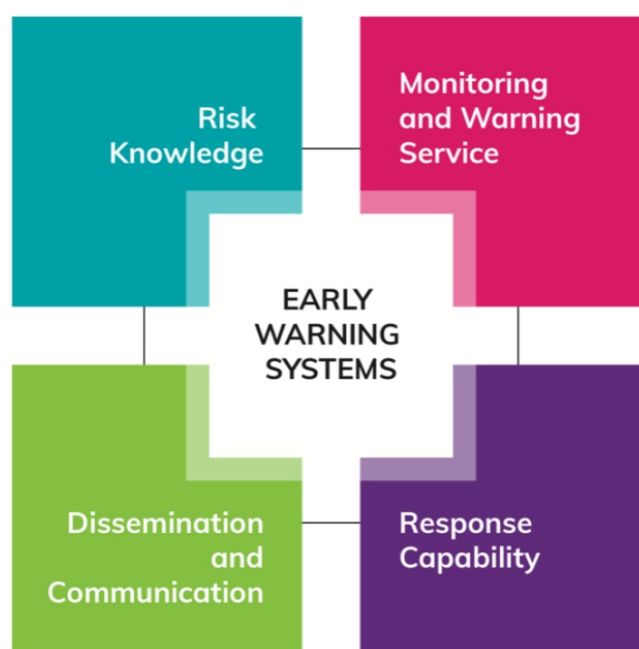 Risk
Knowledge
Monitoring
and Warning
Service
EARLY
WARNING
SYSTEMS
Dissemination
and
Communication
Response
Capability